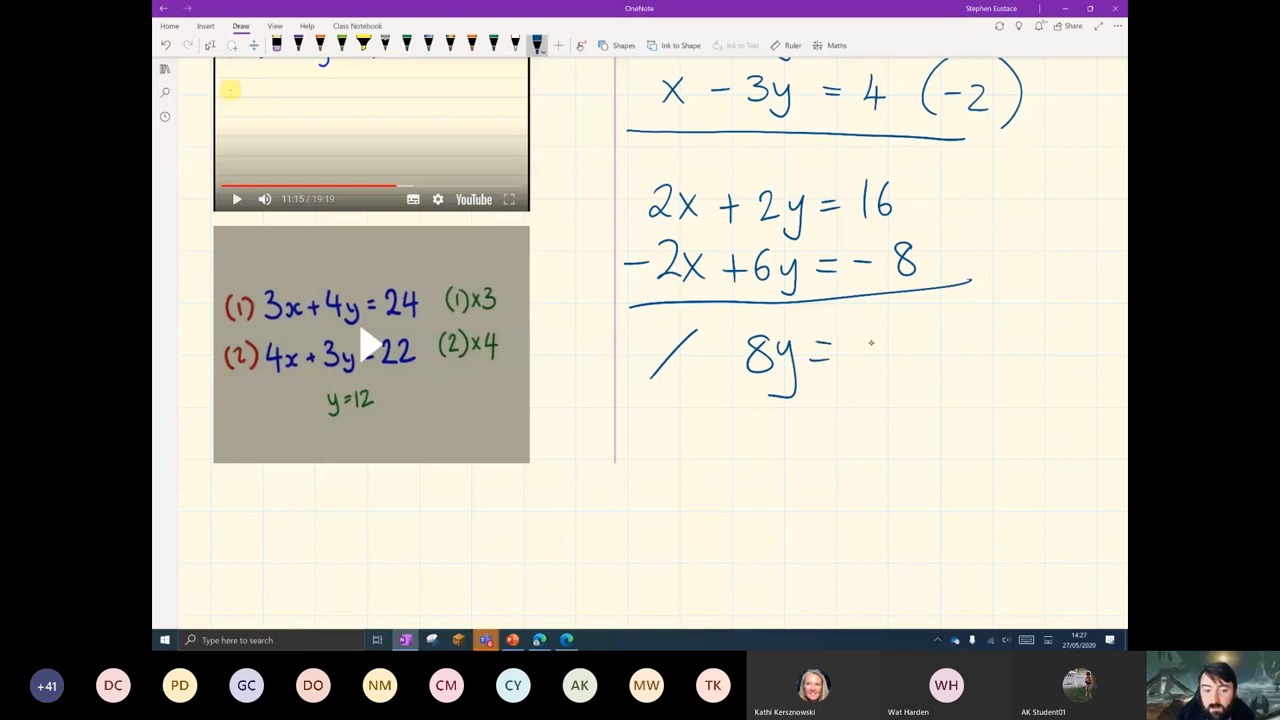 OneNote
Stephen Eustace
Home Insert Draw View Help Class Notebook
Share
Shapes Ink to Shape Ink to Text Ruler Maths
x - 3y = 4 (-2)
2x + 2y = 16
-2x + 6y = - 8
/ 8y =
11:15 / 19:19
YouTube
(1) 3x + 4y = 24 (1)x3
(2) 4x + 3y = 22 (2)x4
y = 12
Type here to search
14:27
27/05/2020
+41 DC PD GC DO NM CM CY AK MW TK WH
Kathi Kersznowski Wat Harden AK Student01